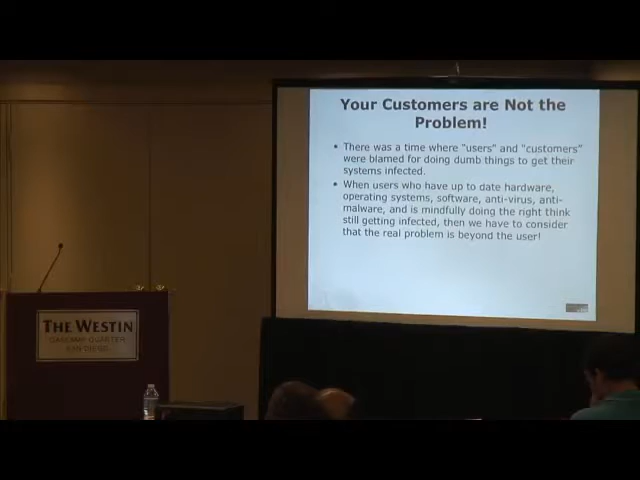 Your Customers are Not the
Problem!
• There was a time where "users" and "customers"
were blamed for doing dumb things to get their
systems infected.
• When users who have up to date hardware,
operating systems, software, anti-virus, anti-
malware, and is mindfully doing the right think
still getting infected, then we have to consider
that the real problem is beyond the user!
THE WESTIN
GASLAMP QUARTER
SAN DIEGO